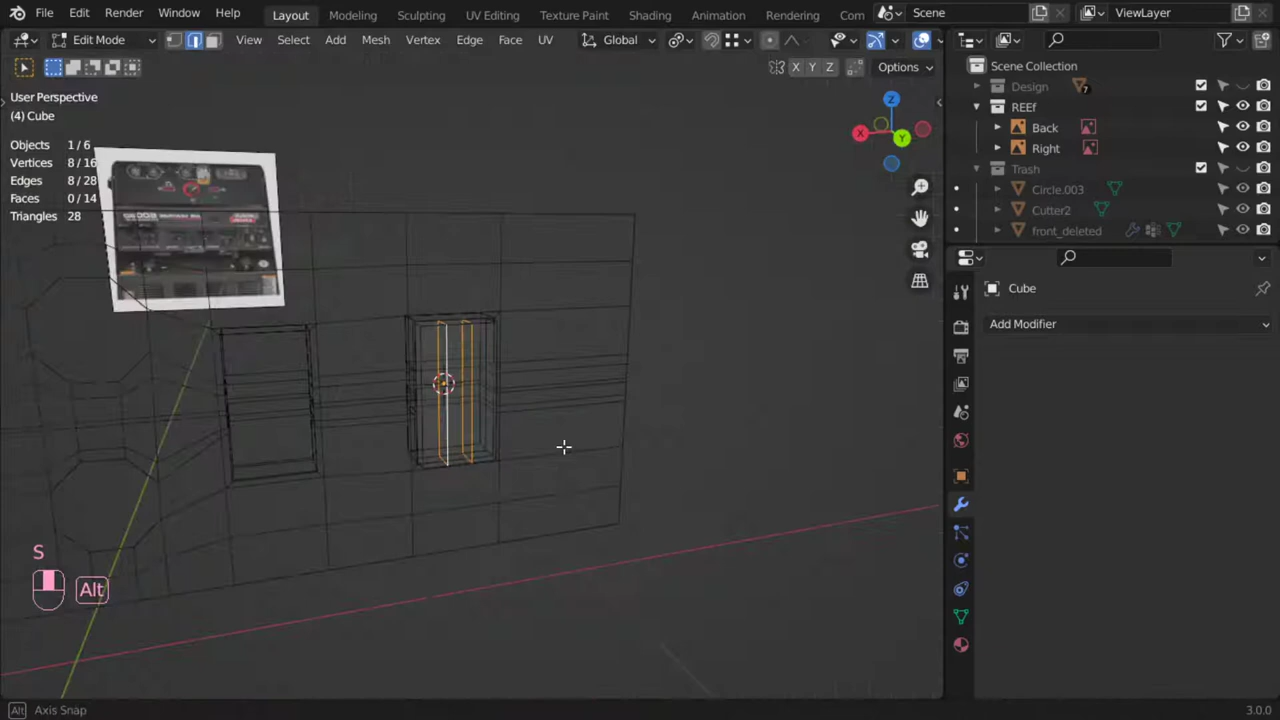 File Edit Render Window Help Layout Modeling Sculpting UV Editing Texture Paint Shading Animation Rendering Com Scene ViewLayer
Edit Mode View Select Add Mesh Vertex Edge Face UV Global
X Y Z Options
User Perspective
(4) Cube
Objects 1 / 6
Vertices 8 / 16
Edges 8 / 28
Faces 0 / 14
Triangles 28
Z
X
Y
S
Alt
Scene Collection
Design 7
REEf
Back
Right
Trash
Circle.003
Cutter2
front_deleted
Cube
Add Modifier
Alt Axis Snap
3.0.0